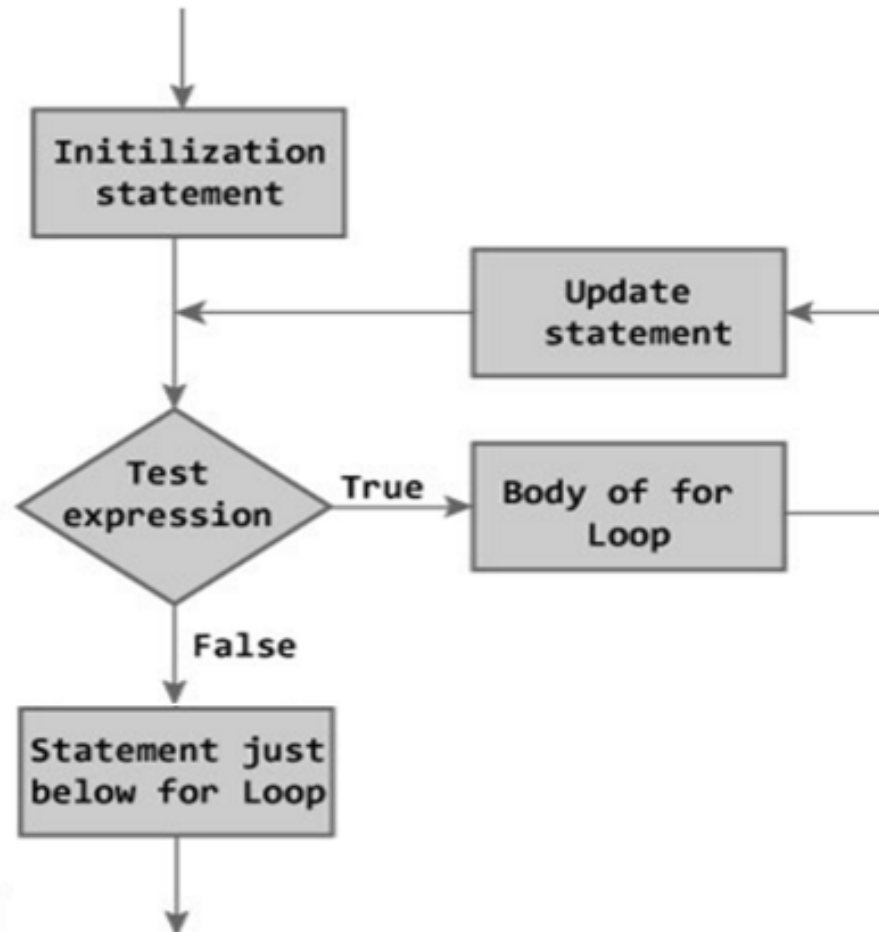 Initilization
statement
Update
statement
Test
expression
True
Body of for
Loop
False
Statement just
below for Loop